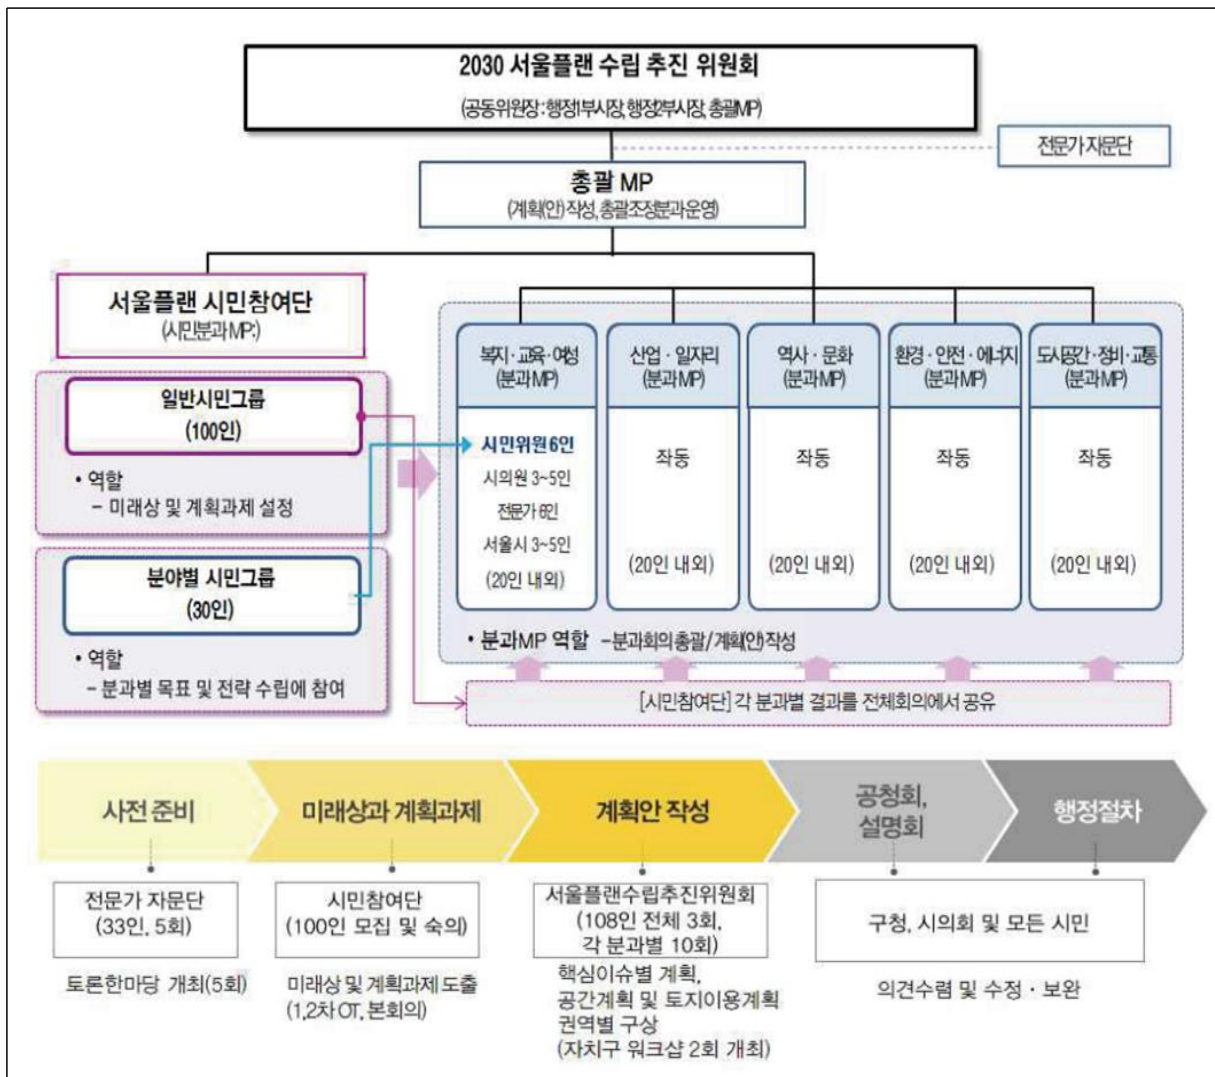 2030 서울플랜 수립 추진 위원회
(공동위원장 : 행정1부시장, 행정2부시장, 총괄MP)
전문가 자문단
총괄 MP
(계획(안) 작성, 총괄조정분과 운영)
서울플랜 시민참여단
(시민분과 MP:)
일반시민그룹
(100인)
• 역할
– 미래상 및 계획과제 설정
분야별 시민그룹
(30인)
• 역할
– 분과별 목표 및 전략 수립에 참여
복지 · 교육 · 여성
(분과 MP)
시민위원 6인
시의원 3~5인
전문가 6인
서울시 3~5인
(20인 내외)
산업 · 일자리
(분과 MP)
좌동
(20인 내외)
역사 · 문화
(분과 MP)
좌동
(20인 내외)
환경 · 안전 · 에너지
(분과 MP)
좌동
(20인 내외)
도시공간 · 정비 · 교통
(분과 MP)
좌동
(20인 내외)
• 분과MP 역할 – 분과회의 총괄 / 계획(안) 작성
[시민참여단] 각 분과별 결과를 전체회의에서 공유
사전 준비
미래상과 계획과제
계획안 작성
공청회,
설명회
행정절차
전문가 자문단
(33인, 5회)
토론한마당 개최(5회)
시민참여단
(100인 모집 및 숙의)
미래상 및 계획과제 도출
(1,2차 OT, 본회의)
서울플랜수립추진위원회
(108인 전체 3회,
각 분과별 10회)
핵심이슈별 계획,
공간계획 및 토지이용계획
권역별 구상
(자치구 워크샵 2회 개최)
구청, 시의회 및 모든 시민
의견수렴 및 수정 · 보완